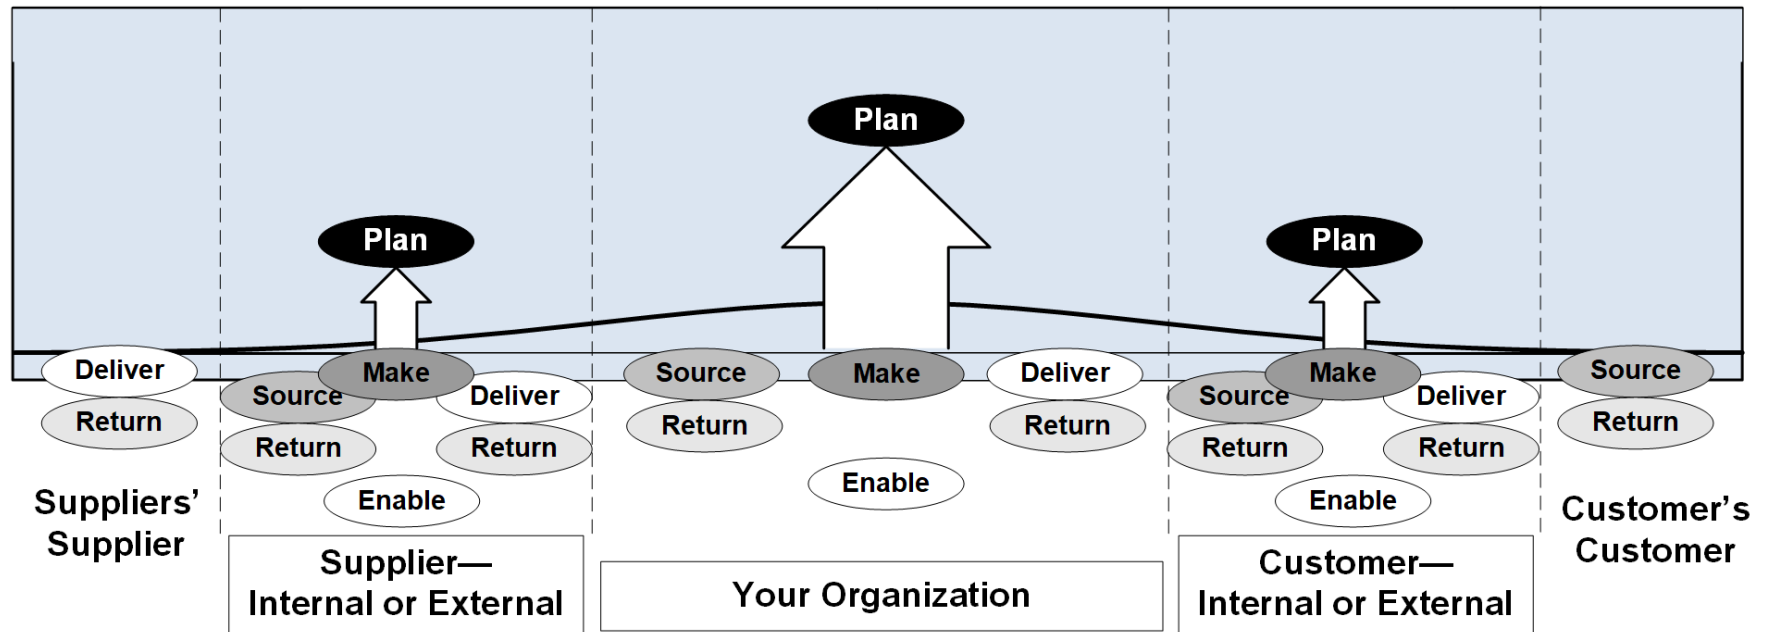 Plan
Plan
Plan
Deliver
Return
Source
Return
Make
Deliver
Return
Enable
Source
Return
Make
Deliver
Return
Enable
Source
Return
Make
Deliver
Return
Enable
Source
Return
Suppliers’
Supplier
Supplier—
Internal or External
Your Organization
Customer—
Internal or External
Customer’s
Customer